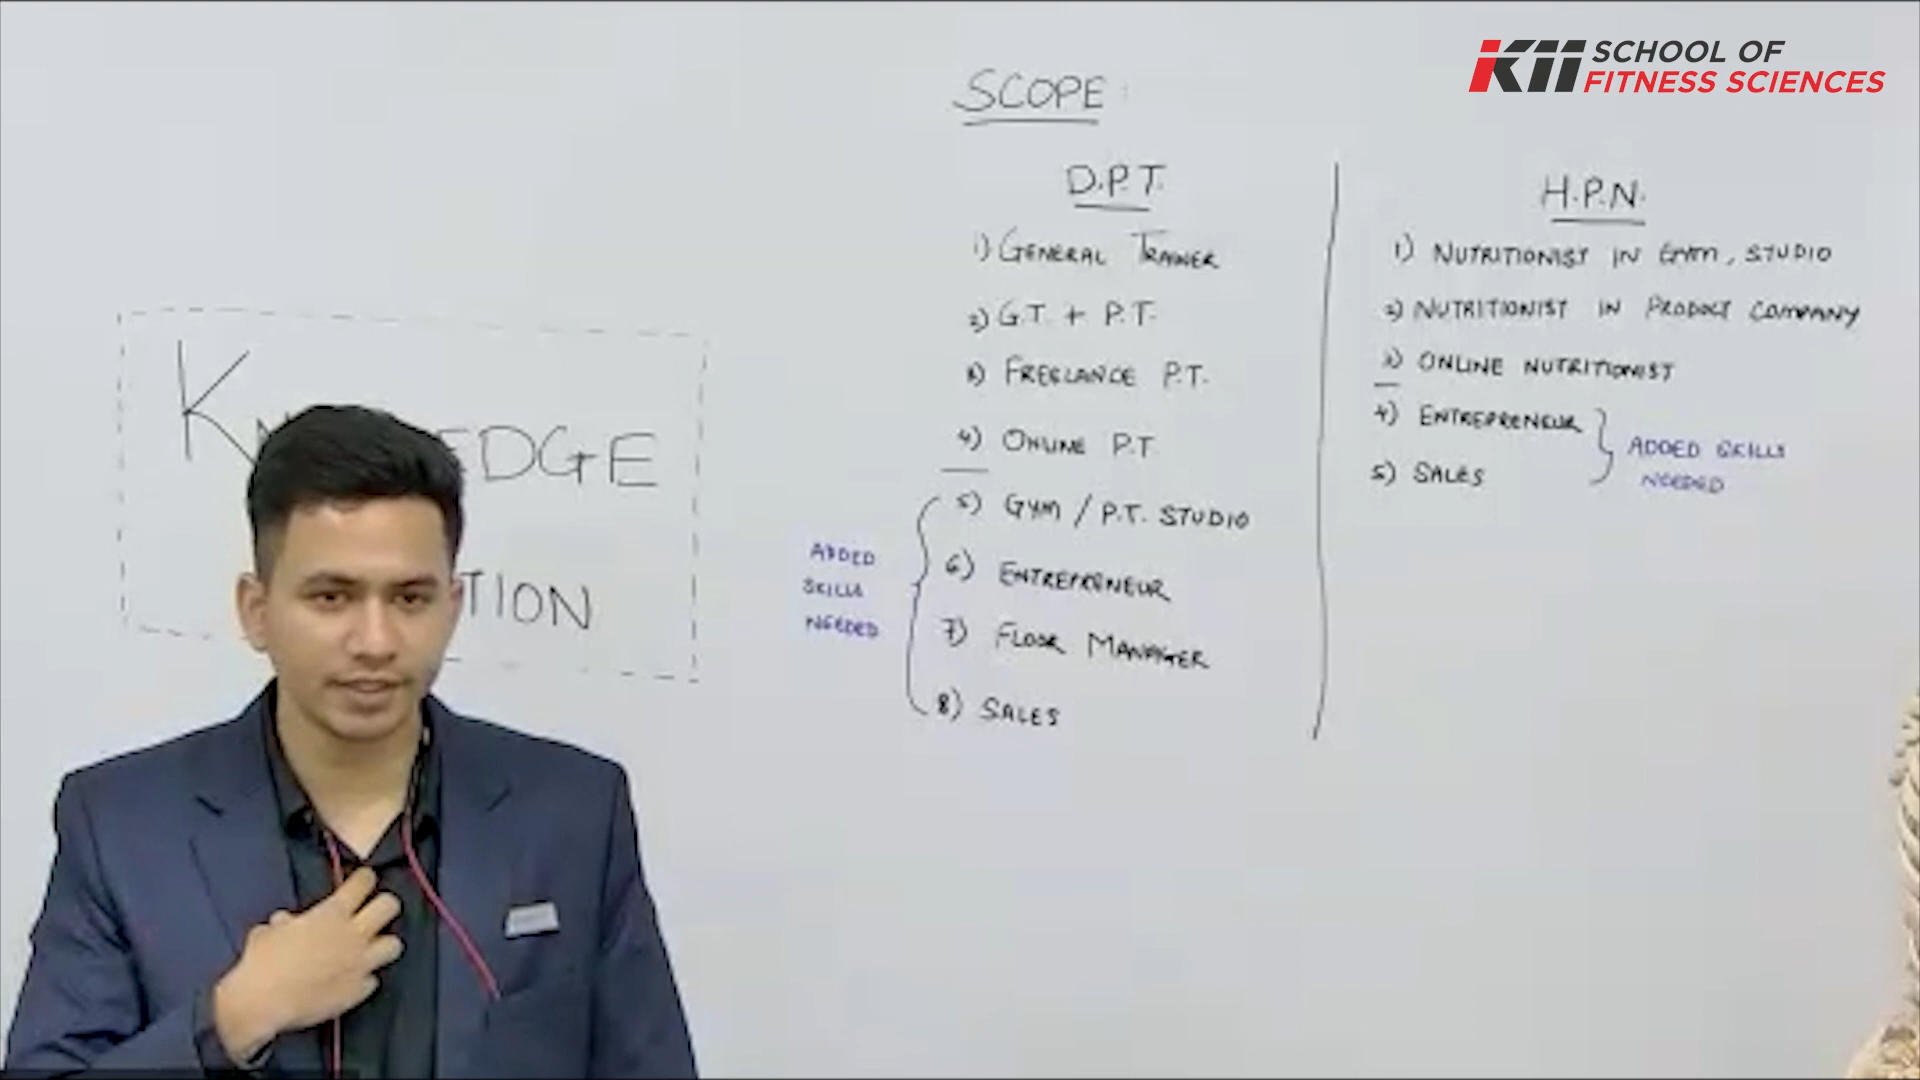 K11 SCHOOL OF
FITNESS SCIENCES
SCOPE:
D.P.T.
1) GENERAL TRAINER
2) G.T. + P.T.
3) FREELANCE P.T.
4) ONLINE P.T
5) GYM / P.T. STUDIO
6) ENTREPRENEUR
7) FLOOR MANAGER
8) SALES
ADDED
SKILLS
NEEDED
H.P.N.
1) NUTRITIONIST IN GYM, STUDIO
2) NUTRITIONIST IN PRODUCT COMPANY
3) ONLINE NUTRITIONIST
4) ENTREPRENEUR
5) SALES
ADDED SKILLS
NEEDED